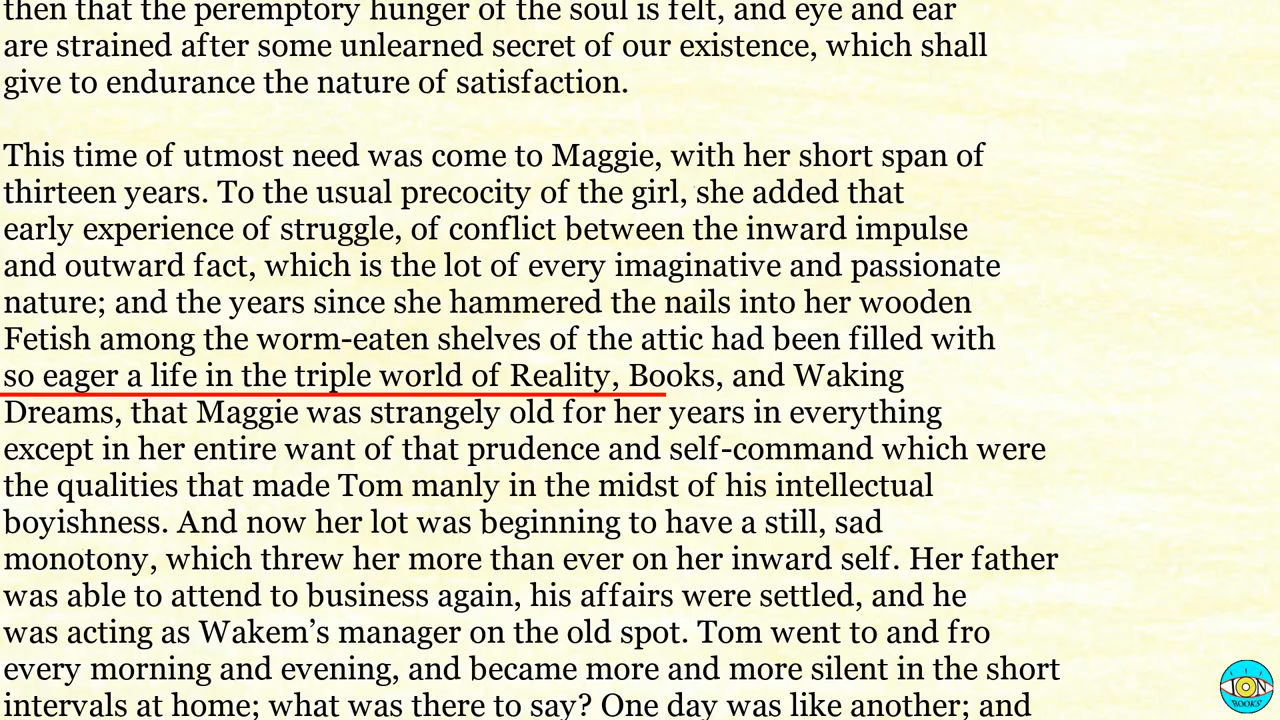 then that the peremptory hunger of the soul is felt, and eye and ear
are strained after some unlearned secret of our existence, which shall
give to endurance the nature of satisfaction.
This time of utmost need was come to Maggie, with her short span of
thirteen years. To the usual precocity of the girl, she added that
early experience of struggle, of conflict between the inward impulse
and outward fact, which is the lot of every imaginative and passionate
nature; and the years since she hammered the nails into her wooden
Fetish among the worm-eaten shelves of the attic had been filled with
so eager a life in the triple world of Reality, Books, and Waking
Dreams, that Maggie was strangely old for her years in everything
except in her entire want of that prudence and self-command which were
the qualities that made Tom manly in the midst of his intellectual
boyishness. And now her lot was beginning to have a still, sad
monotony, which threw her more than ever on her inward self. Her father
was able to attend to business again, his affairs were settled, and he
was acting as Wakem’s manager on the old spot. Tom went to and fro
every morning and evening, and became more and more silent in the short
intervals at home; what was there to say? One day was like another; and
ION
BOOKS